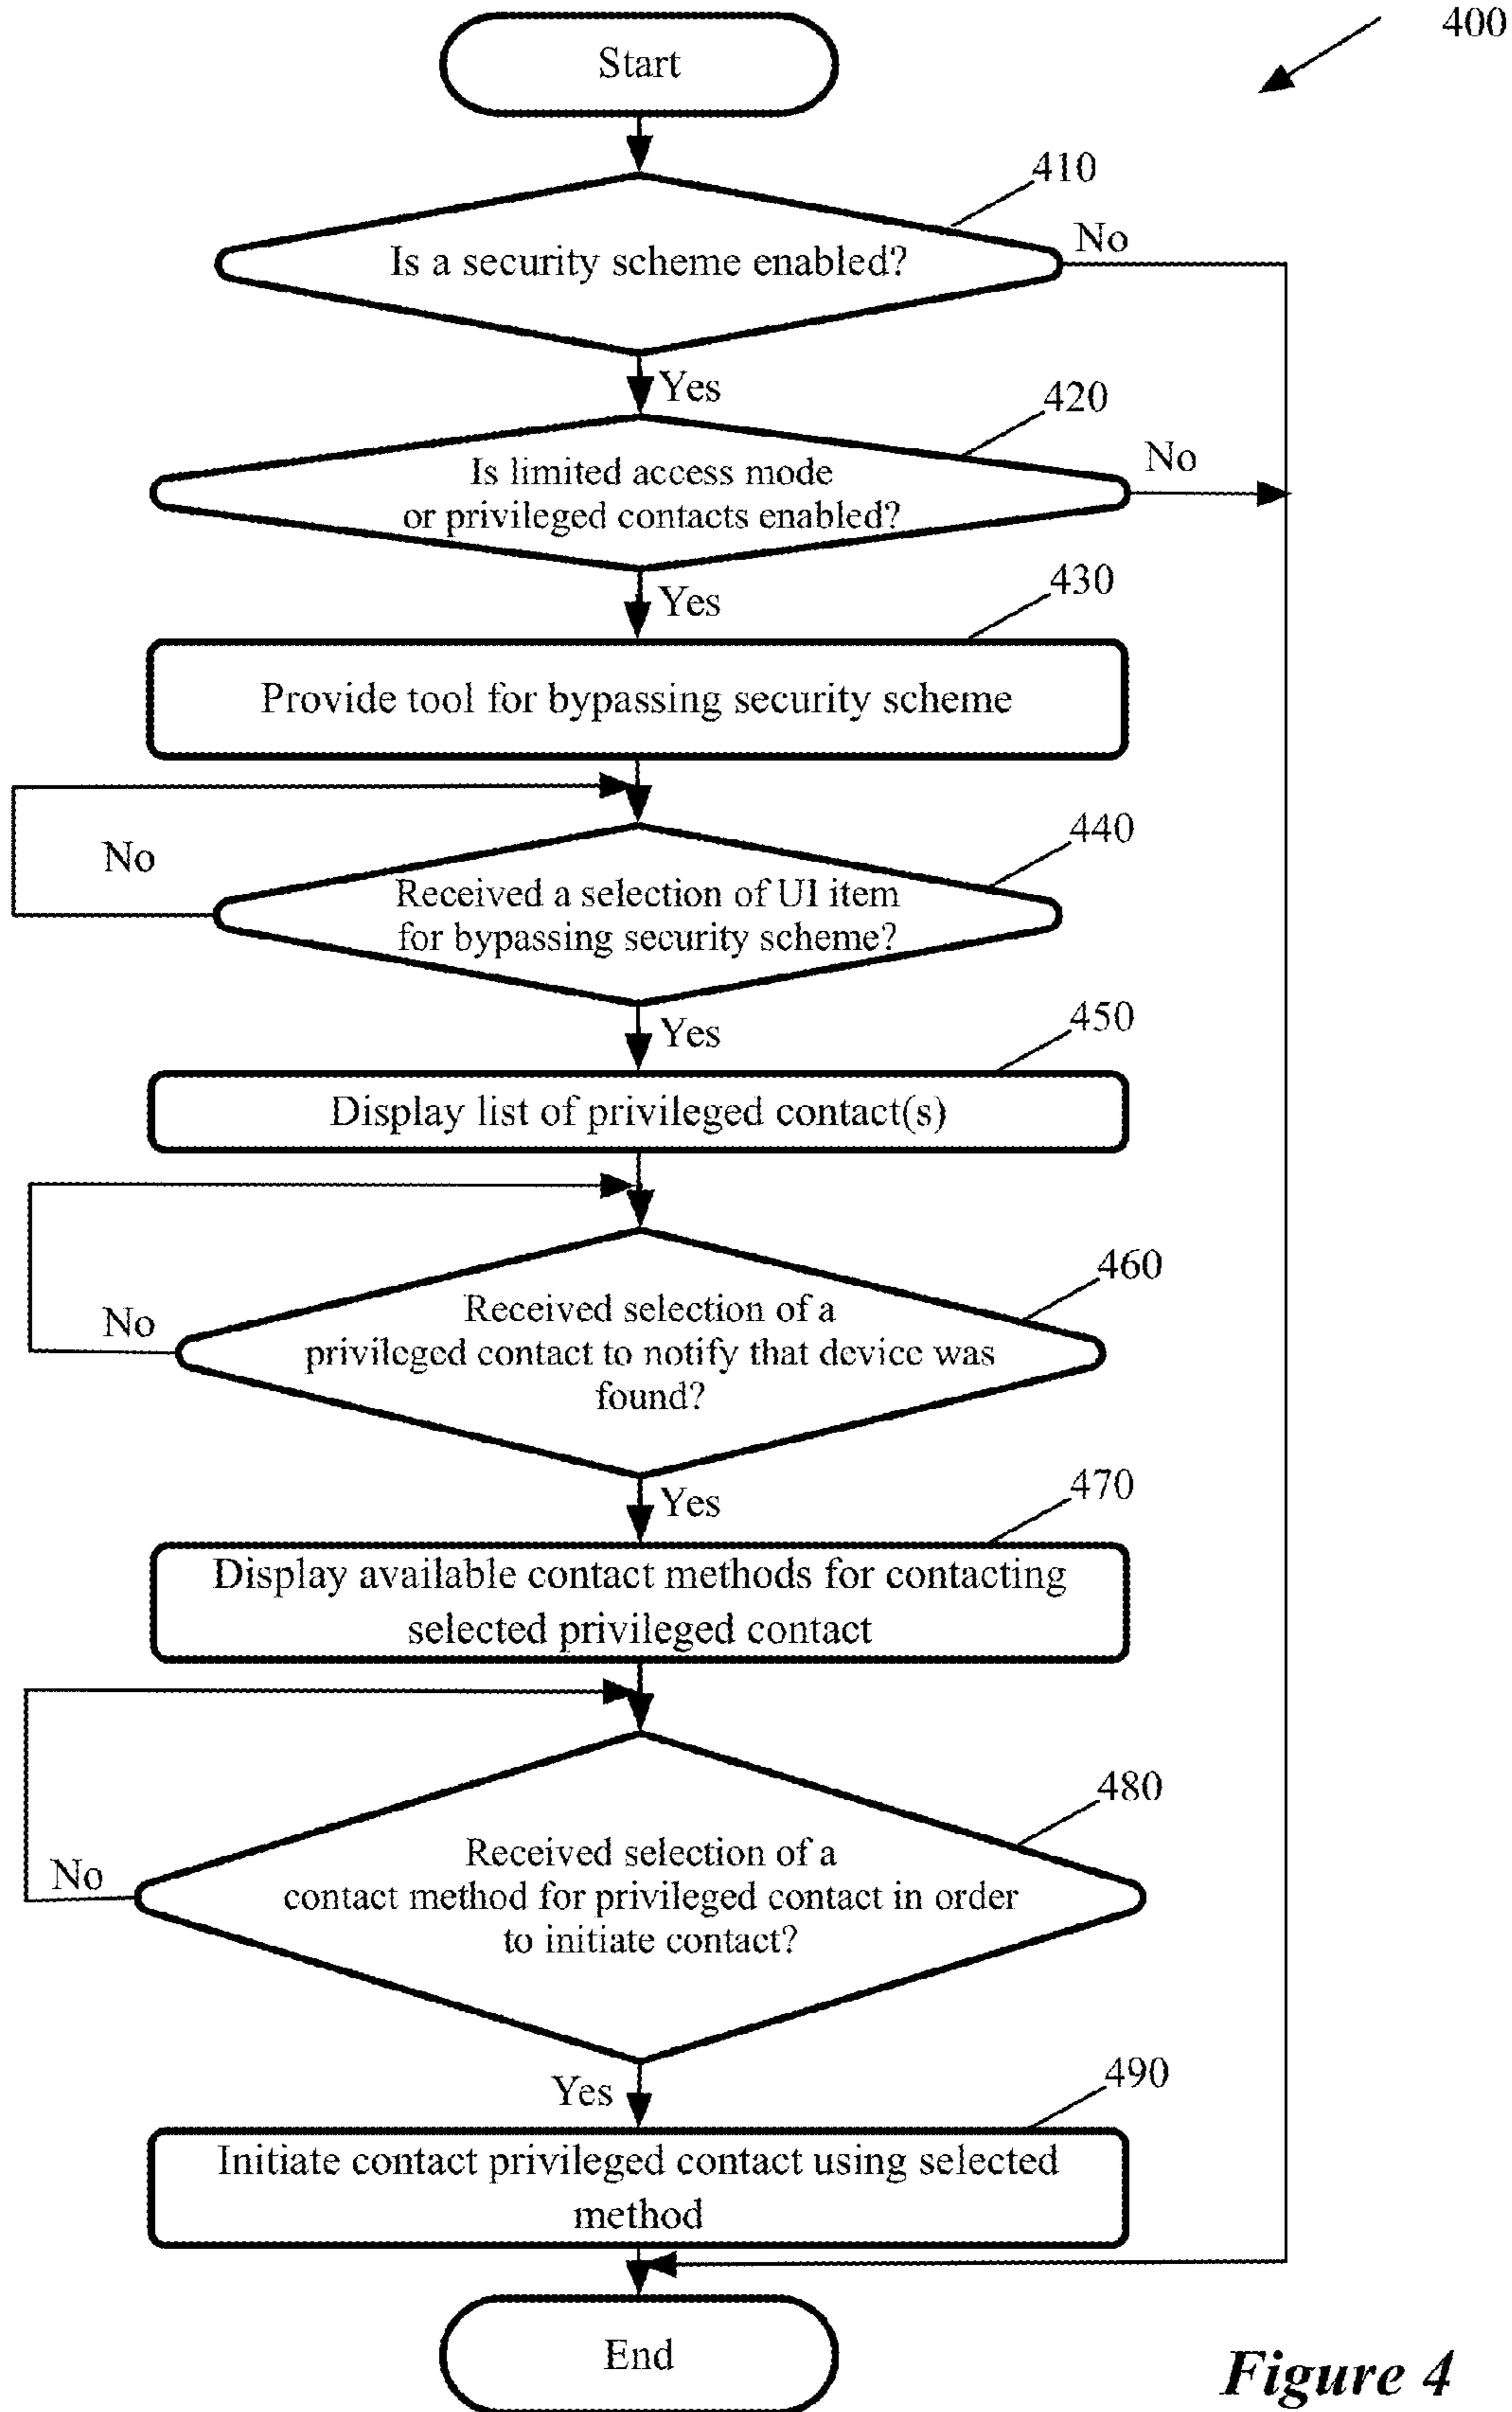 400
Start
410
Is a security scheme enabled?
No
Yes
420
Is limited access mode
or privileged contacts enabled?
No
Yes
430
Provide tool for bypassing security scheme
No
440
Received a selection of UI item
for bypassing security scheme?
Yes
450
Display list of privileged contact(s)
460
No
Received selection of a
privileged contact to notify that device was
found?
Yes
470
Display available contact methods for contacting
selected privileged contact
480
No
Received selection of a
contact method for privileged contact in order
to initiate contact?
Yes
490
Initiate contact privileged contact using selected
method
End
Figure 4